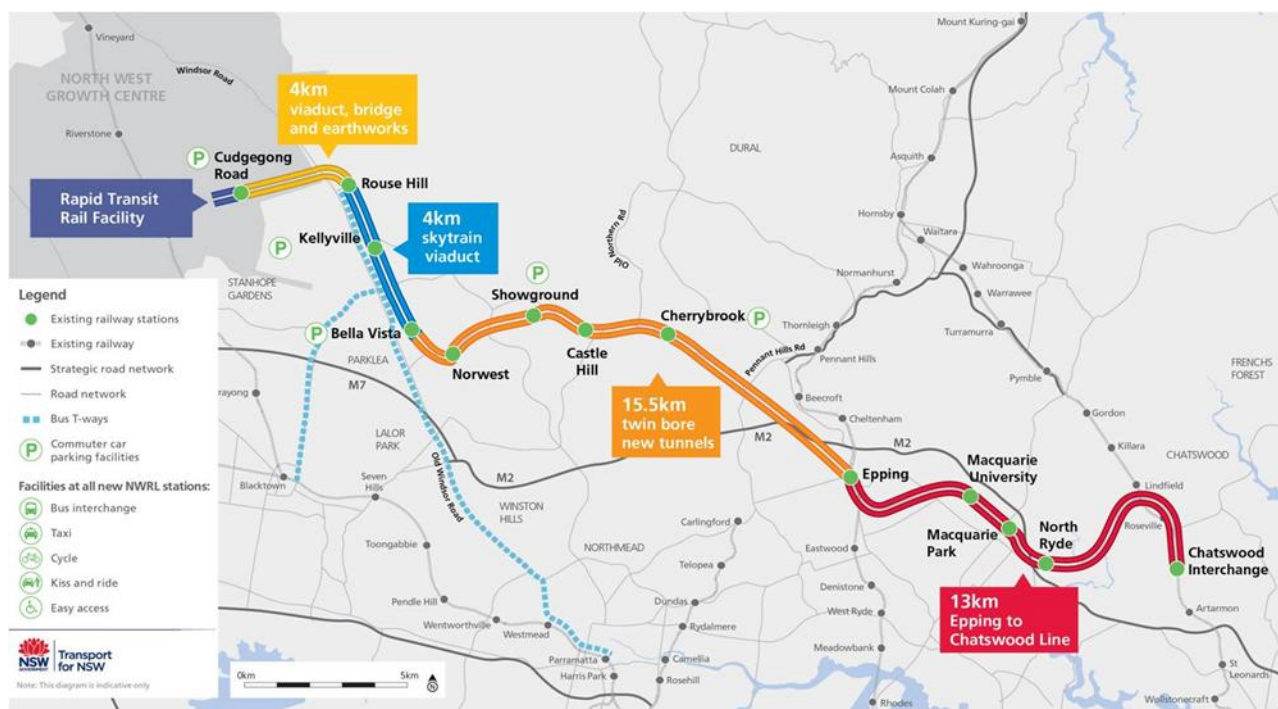 Vineyard
NORTH WEST
GROWTH CENTRE
Windsor Road
Riverstone
4km
viaduct, bridge
and earthworks
Mount Kuring-gai
Mount Colah
DURAL
Asquith
P
Cudgegong
Road
Rouse Hill
Rapid Transit
Rail Facility
Hornsby
Waitara
Old Northern Rd
P
Kellyville
4km
skytrain
viaduct
Normanhurst
Wahroonga
Warrawee
STANHOPE
GARDENS
P
Showground
Cherrybrook
P
Thornleigh
Turramurra
P
Bella Vista
Castle
Hill
Pennant Hills Rd
Pennant Hills
FRENCHS
FOREST
PARKLEA
Norwest
Pymble
M7
Beecroft
Gordon
15.5km
twin bore
new tunnels
Cheltenham
M2
M2
Killara
CHATSWOOD
LALOR
PARK
Old Windsor Road
M2
Epping
Macquarie
University
Lindfield
Seven
Hills
Blacktown
WINSTON
HILLS
Macquarie
Park
North
Ryde
Roseville
Carlingford
Toongabbie
NORTHMEAD
Eastwood
Chatswood
Interchange
Telopea
Denistone
13km
Epping to
Chatswood Line
Pendle Hill
Dundas
West Ryde
Artarmon
Wentworthville
Westmead
Rydalmere
Meadowbank
Parramatta
Camellia
St
Leonards
Harris Park
Rosehill
Rhodes
Wollstonecraft
Legend
Existing railway stations
Existing railway
Strategic road network
Road network
rayong
Bus T-ways
P
Commuter car
parking facilities
Facilities at all new NWRL stations:
Bus interchange
Taxi
Cycle
Kiss and ride
Easy access
NSW
GOVERNMENT
Transport
for NSW
Note: This diagram is indicative only
0km
5km
N